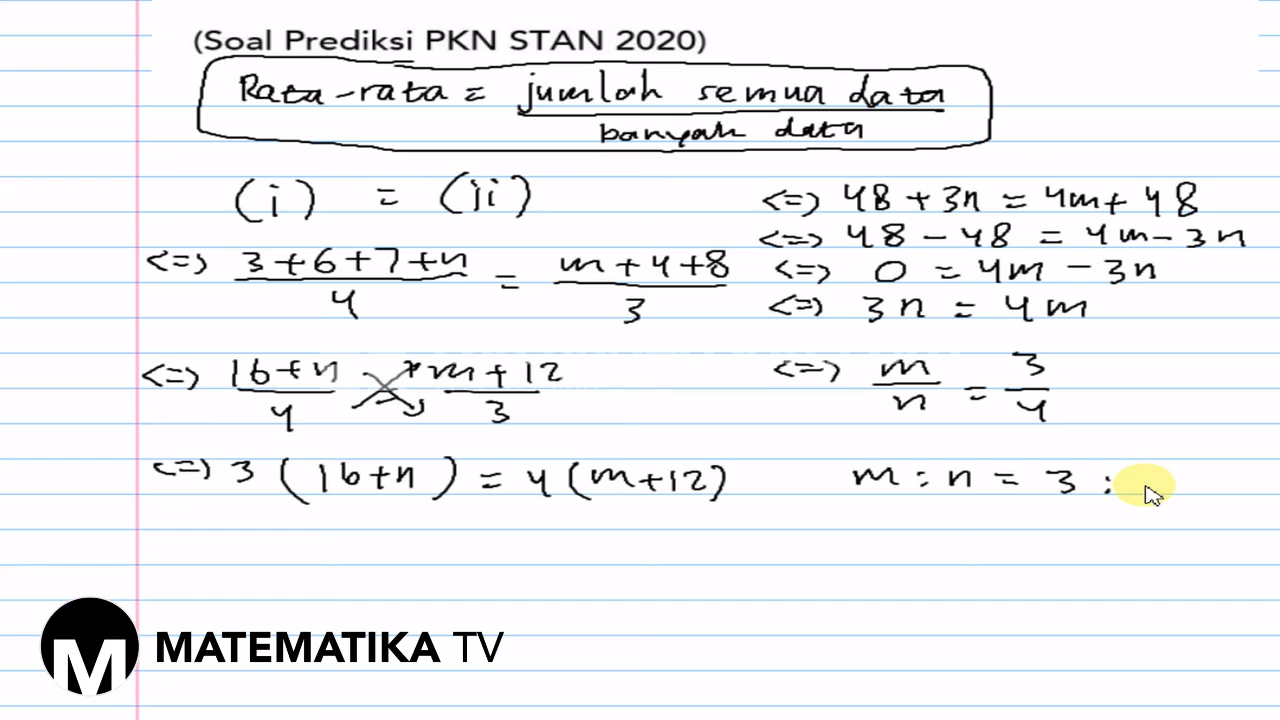 (Soal Prediksi PKN STAN 2020)
Rata-rata = jumlah semua data
banyak data
(i) = (ii)
<=> 3+6+7+n / 4 = m+4+8 / 3
<=> 16+n / 4 = m+12 / 3
<=> 3 (16+n) = 4 (m+12)
<=> 48 + 3n = 4m + 48
<=> 48 - 48 = 4m - 3n
<=> 0 = 4m - 3n
<=> 3n = 4m
<=> m / n = 3 / 4
m : n = 3 :
M MATEMATIKA TV